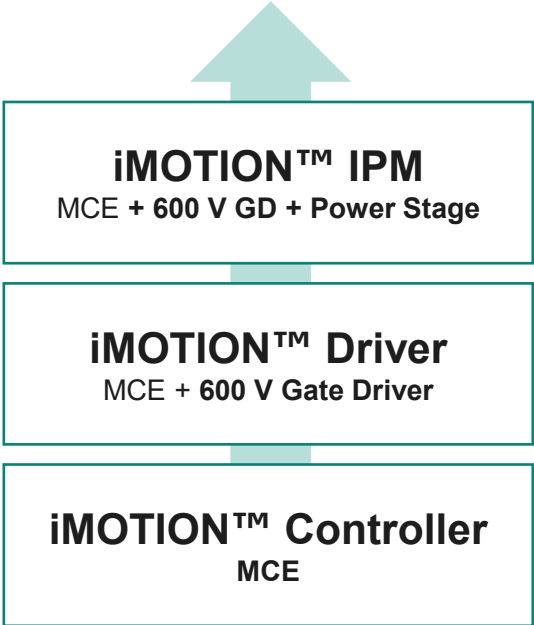 iMOTION™ IPM
MCE + 600 V GD + Power Stage
iMOTION™ Driver
MCE + 600 V Gate Driver
iMOTION™ Controller
MCE